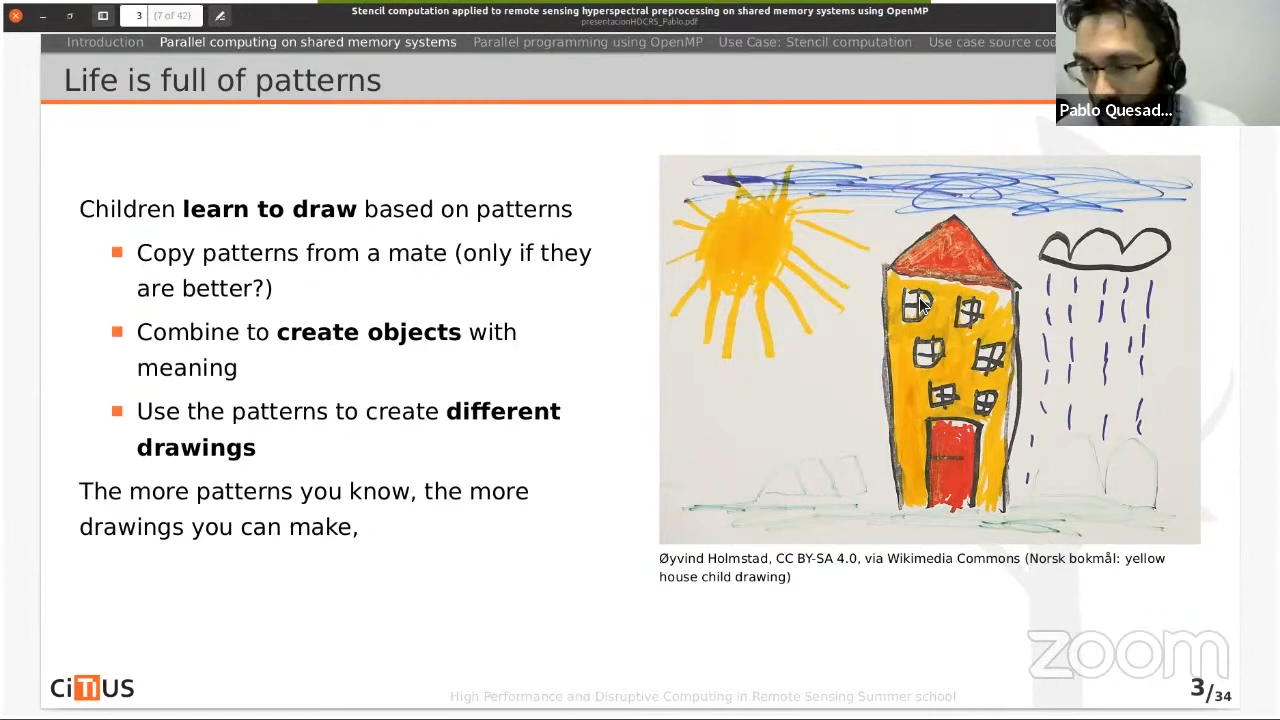 3 (7 of 42)
Stencil computation applied to remote sensing hyperspectral preprocessing on shared memory systems using OpenMP
presentacionHDCRS_Pablo.pdf
Introduction Parallel computing on shared memory systems Parallel programming using OpenMP Use Case: Stencil computation Use case source cod
Life is full of patterns
Pablo Quesad...
Children learn to draw based on patterns
Copy patterns from a mate (only if they
are better?)
Combine to create objects with
meaning
Use the patterns to create different
drawings
The more patterns you know, the more
drawings you can make,
Øyvind Holmstad, CC BY-SA 4.0, via Wikimedia Commons (Norsk bokmål: yellow
house child drawing)
zoom
CiTIUS
High Performance and Disruptive Computing in Remote Sensing Summer school
3/34